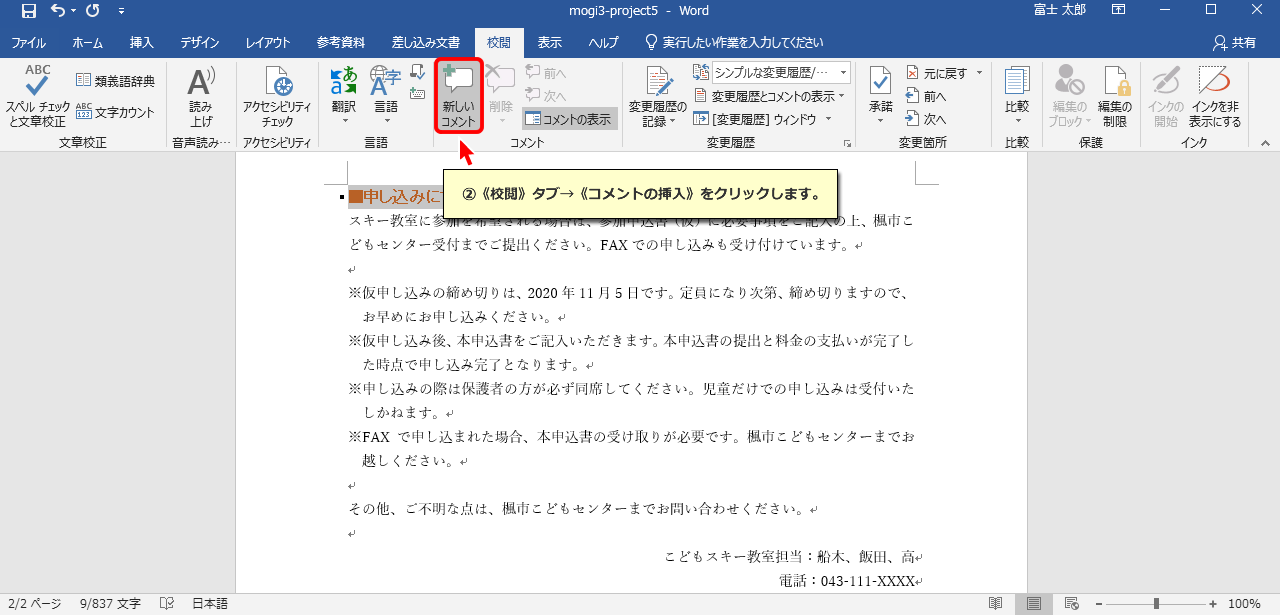 mogi3-project5 - Word
富士 太郎
ファイル ホーム 挿入 デザイン レイアウト 参考資料 差し込み文書 校閲 表示 ヘルプ 実行したい作業を入力してください 共有
ABC
スペル チェック
と文章校正
類義語辞典
ABC
123
文字カウント
文章校正
A
読み
上げ
音声読み…
アクセシビリティ
チェック
アクセシビリティ
あ
a
翻訳
A字
言語
言語
新しい
コメント
削除
前へ
次へ
コメントの表示
コメント
変更履歴の
記録
シンプルな変更履歴/…
変更履歴とコメントの表示
[変更履歴] ウィンドウ
変更履歴
承諾
元に戻す
前へ
次へ
変更箇所
比較
比較
編集の
ブロック
編集の
制限
保護
インクの
開始
インクを非
表示にする
インク
②《校閲》タブ→《コメントの挿入》をクリックします。
■申し込みに
スキー教室に参加を希望される場合は、参加申込書（仮）に必要事項をご記入の上、楓市こ
どもセンター受付までご提出ください。FAX での申し込みも受け付けています。↵
↵
※仮申し込みの締め切りは、2020 年 11 月 5 日です。定員になり次第、締め切りますので、
お早めにお申し込みください。↵
※仮申し込み後、本申込書をご記入いただきます。本申込書の提出と料金の支払いが完了し
た時点で申し込み完了となります。↵
※申し込みの際は保護者の方が必ず同席してください。児童だけでの申し込みは受付いた
しかねます。↵
※FAX で申し込まれた場合、本申込書の受け取りが必要です。楓市こどもセンターまでお
越しください。↵
↵
その他、ご不明な点は、楓市こどもセンターまでお問い合わせください。↵
↵
こどもスキー教室担当：船木、飯田、高↵
電話：043-111-XXXX↵
2/2 ページ 9/837 文字 日本語 100%